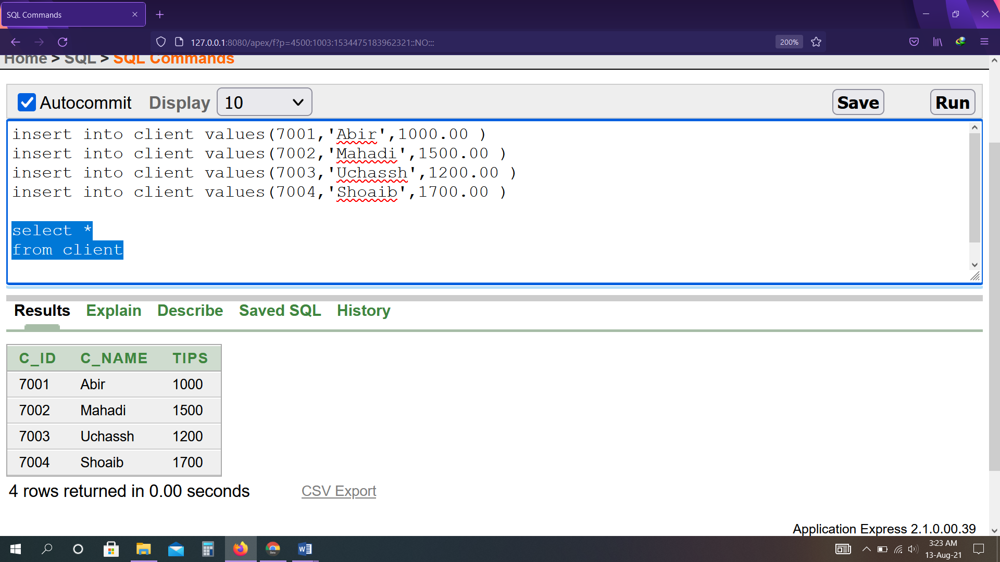 SQL Commands
127.0.0.1:8080/apex/f?p=4500:1003:1534475183962321::NO:::
200%
Home > SQL > SQL Commands
Autocommit Display 10 Save Run
insert into client values(7001,'Abir',1000.00 )
insert into client values(7002,'Mahadi',1500.00 )
insert into client values(7003,'Uchassh',1200.00 )
insert into client values(7004,'Shoaib',1700.00 )
select *
from client
Results Explain Describe Saved SQL History
C_ID C_NAME TIPS
7001 Abir 1000
7002 Mahadi 1500
7003 Uchassh 1200
7004 Shoaib 1700
4 rows returned in 0.00 seconds CSV Export
Application Express 2.1.0.00.39
3:23 AM
13-Aug-21